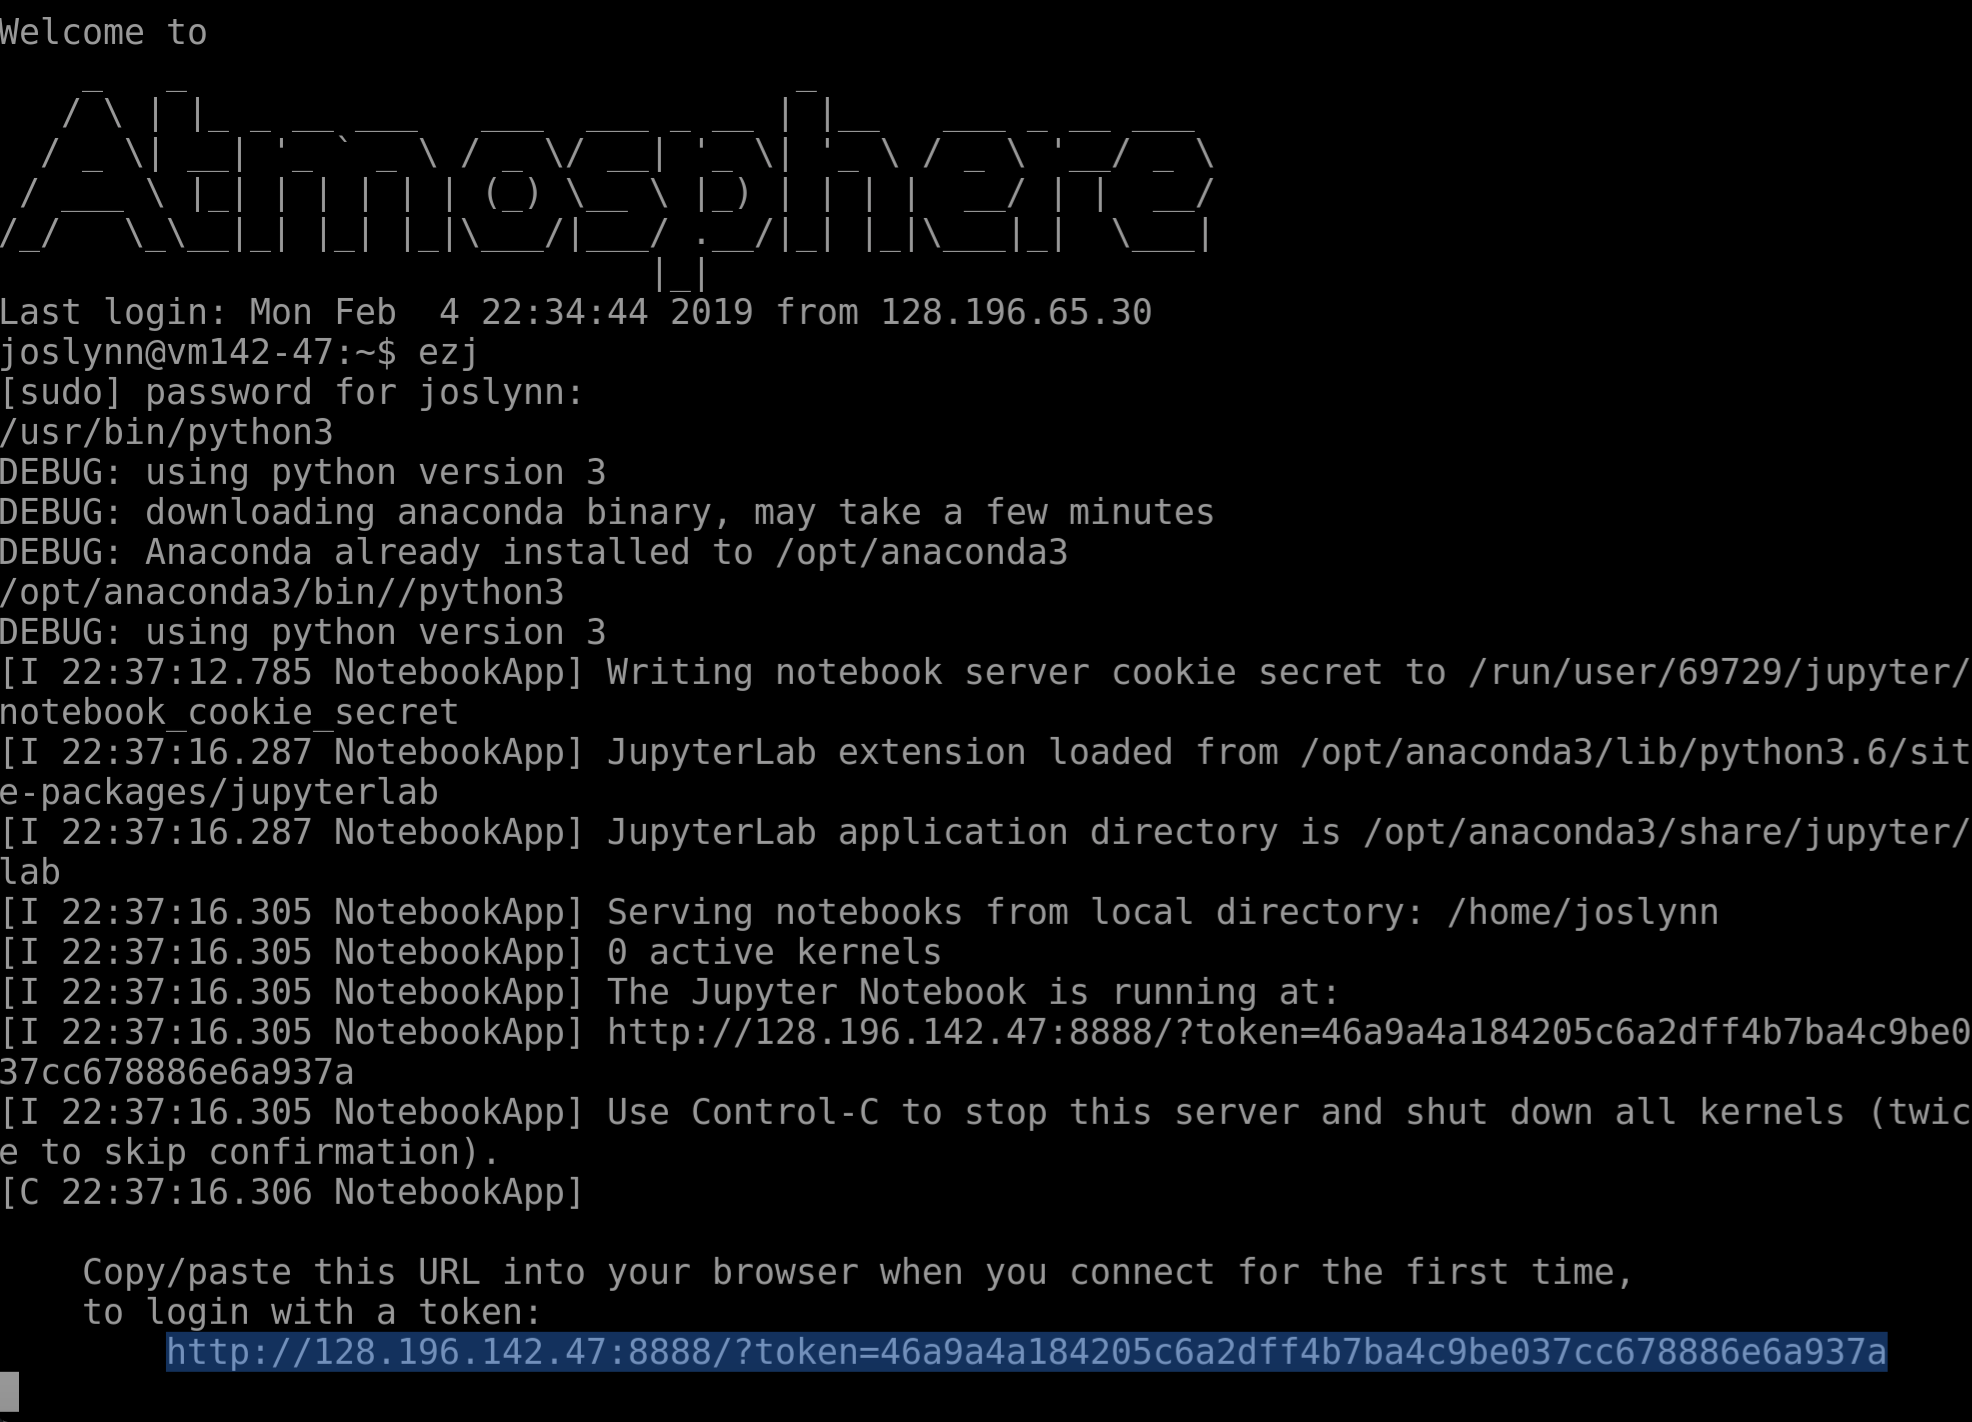 Welcome to
Atmosphere
Last login: Mon Feb  4 22:34:44 2019 from 128.196.65.30
joslynn@vm142-47:~$ ezj
[sudo] password for joslynn:
/usr/bin/python3
DEBUG: using python version 3
DEBUG: downloading anaconda binary, may take a few minutes
DEBUG: Anaconda already installed to /opt/anaconda3
/opt/anaconda3/bin//python3
DEBUG: using python version 3
[I 22:37:12.785 NotebookApp] Writing notebook server cookie secret to /run/user/69729/jupyter/
notebook_cookie_secret
[I 22:37:16.287 NotebookApp] JupyterLab extension loaded from /opt/anaconda3/lib/python3.6/sit
e-packages/jupyterlab
[I 22:37:16.287 NotebookApp] JupyterLab application directory is /opt/anaconda3/share/jupyter/
lab
[I 22:37:16.305 NotebookApp] Serving notebooks from local directory: /home/joslynn
[I 22:37:16.305 NotebookApp] 0 active kernels
[I 22:37:16.305 NotebookApp] The Jupyter Notebook is running at:
[I 22:37:16.305 NotebookApp] http://128.196.142.47:8888/?token=46a9a4a184205c6a2dff4b7ba4c9be0
37cc678886e6a937a
[I 22:37:16.305 NotebookApp] Use Control-C to stop this server and shut down all kernels (twic
e to skip confirmation).
[C 22:37:16.306 NotebookApp]
Copy/paste this URL into your browser when you connect for the first time,
to login with a token:
http://128.196.142.47:8888/?token=46a9a4a184205c6a2dff4b7ba4c9be037cc678886e6a937a